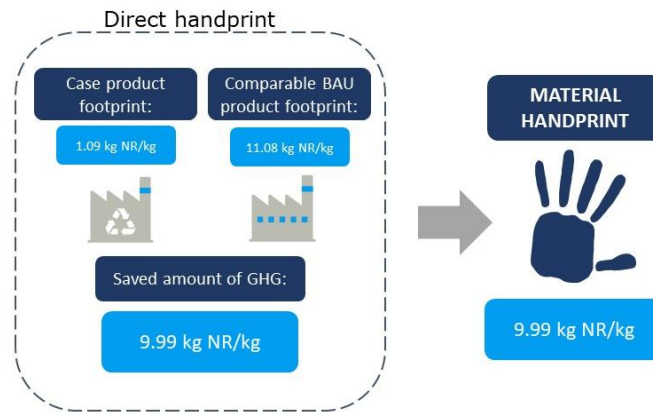 Direct handprint
Case product
footprint:
1.09 kg NR/kg
Comparable BAU
product footprint:
11.08 kg NR/kg
Saved amount of GHG:
9.99 kg NR/kg
MATERIAL
HANDPRINT
9.99 kg NR/kg